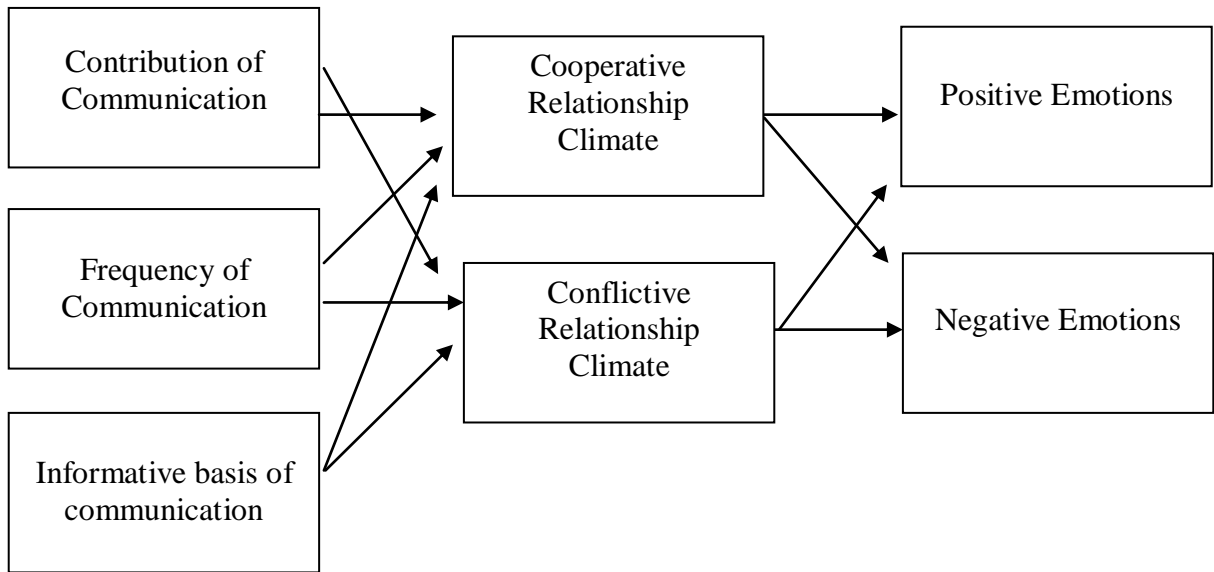 Contribution of
Communication
Cooperative
Relationship
Climate
Positive Emotions
Frequency of
Communication
Conflictive
Relationship
Climate
Negative Emotions
Informative basis of
communication